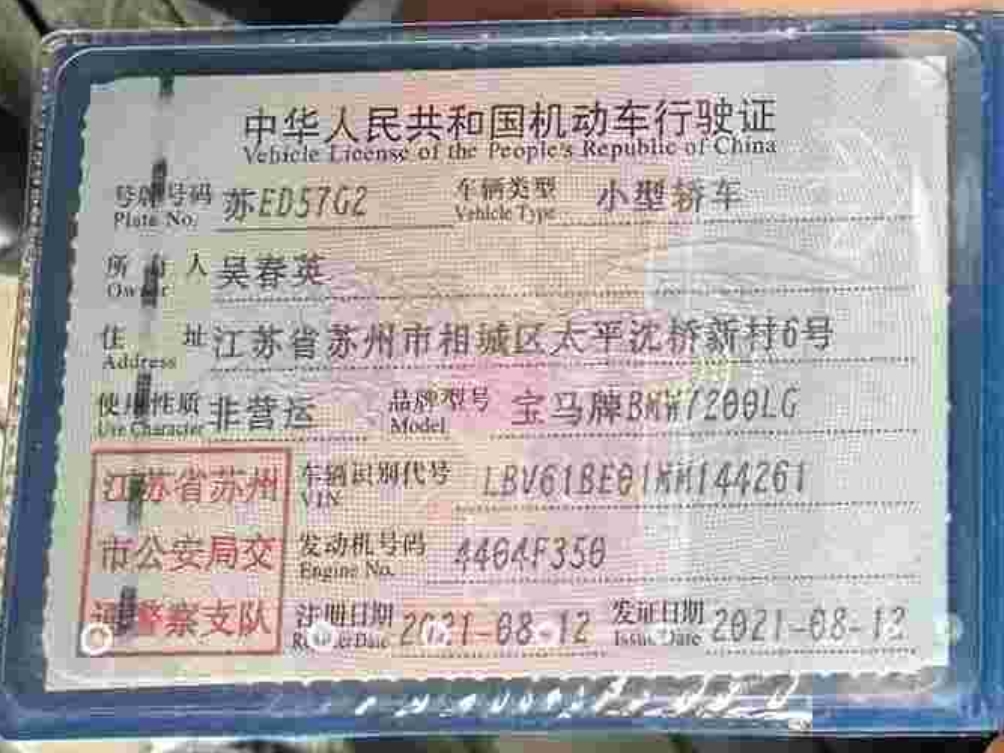 中华人民共和国机动车行驶证
Vehicle License of the People's Republic of China
号牌号码 苏ED57G2 车辆类型 小型轿车
Plate No. Vehicle Type
所有人 吴春英
Owner
住址 江苏省苏州市相城区太平沈桥新村6号
Address
使用性质 非营运 品牌型号 宝马牌BMW7200LG
Use Character Model
江苏省苏州 车辆识别代号 LBV61BE01MM144261
VIN
市公安局交 发动机号码 4404F350
Engine No.
通警察支队 注册日期 2021-08-12 发证日期
Register Date Issue Date 2021-08-